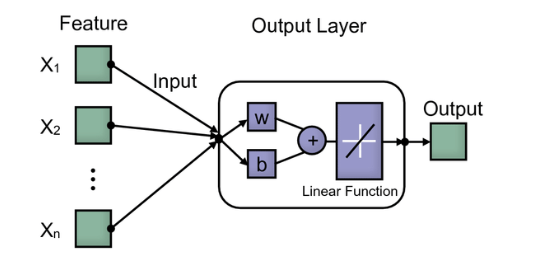 Feature
Output Layer
X1
Input
X2
w
+
b
Output
Linear Function
⋮
Xn